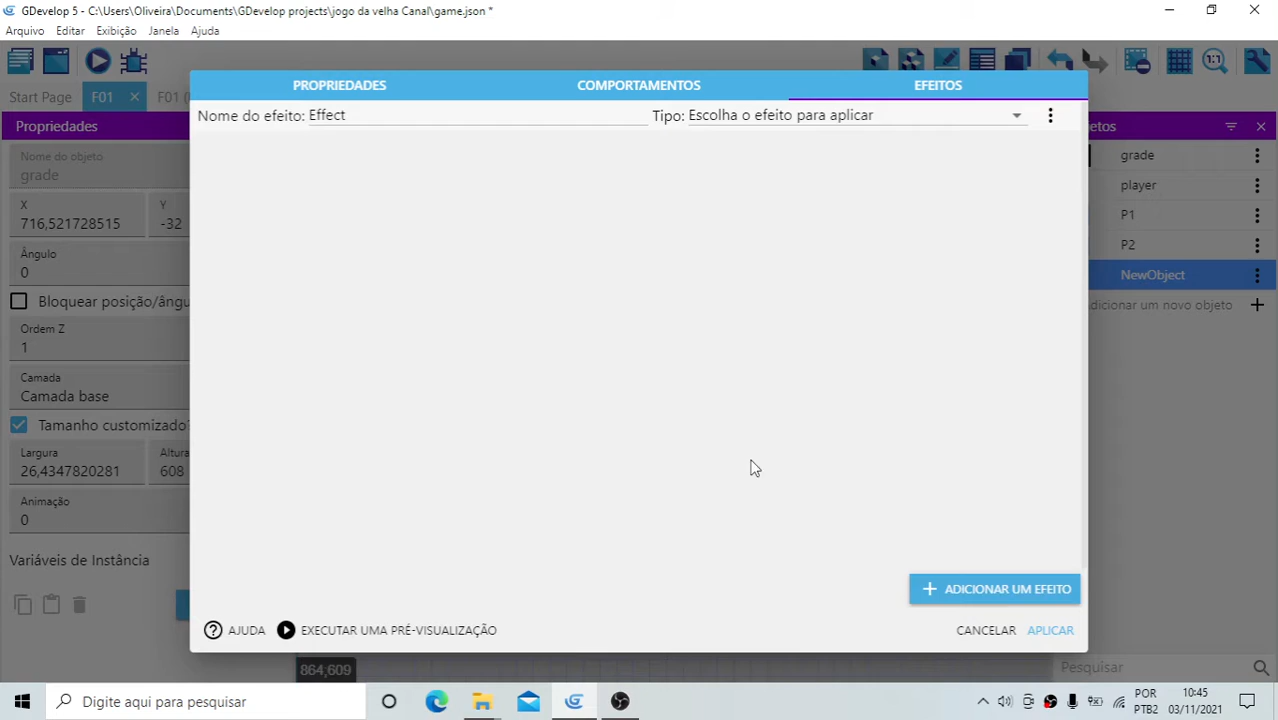 GDevelop 5 - C:\Users\Oliveira\Documents\GDevelop projects\jogo da velha Canal\game.json *
Arquivo Editar Exibição Janela Ajuda
1:1
Start Page F01 × F01 (
Propriedades
Nome do objeto
grade
X
716,521728515
Y
-32
Ângulo
0
Bloquear posição/ângu
Ordem Z
1
Camada
Camada base
Tamanho customizado?
Largura
26,4347820281
Altura
608
Animação
0
Variáveis de Instância
PROPRIEDADES COMPORTAMENTOS EFEITOS
Nome do efeito: Effect Tipo: Escolha o efeito para aplicar
+ ADICIONAR UM EFEITO
AJUDA EXECUTAR UMA PRÉ-VISUALIZAÇÃO CANCELAR APLICAR
864;609
etos
grade
player
P1
P2
NewObject
dicionar um novo objeto +
Pesquisar
Digite aqui para pesquisar
POR
PTB2
10:45
03/11/2021